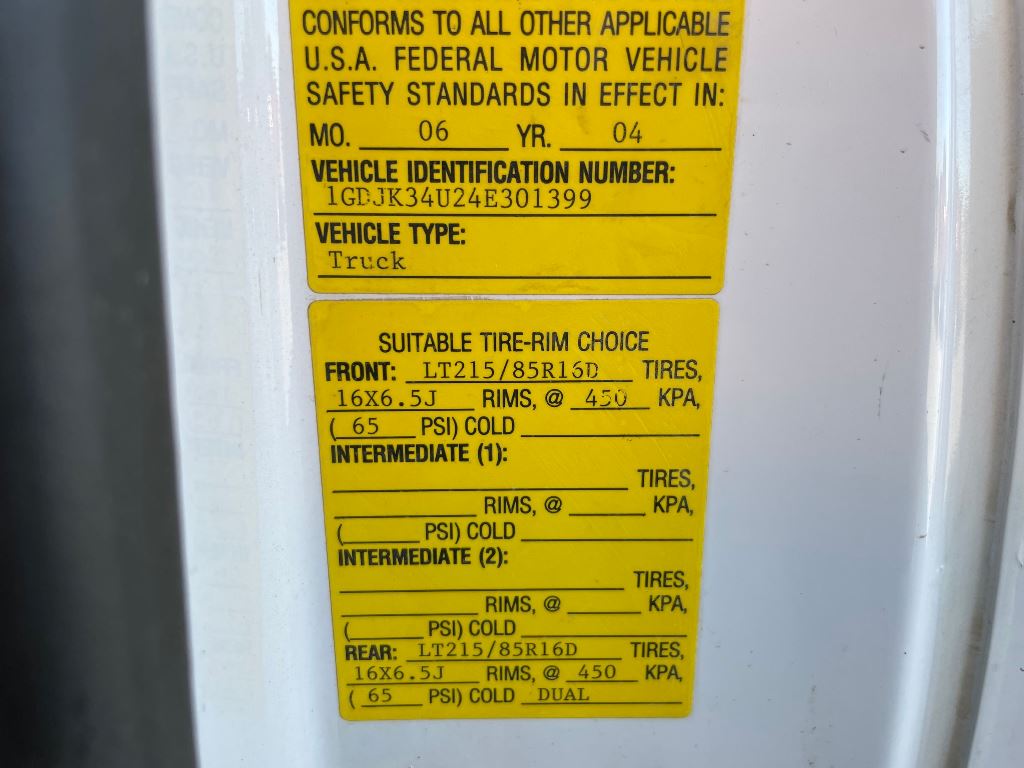 CONFORMS TO ALL OTHER APPLICABLE
U.S.A. FEDERAL MOTOR VEHICLE
SAFETY STANDARDS IN EFFECT IN:
MO. 06 YR. 04
VEHICLE IDENTIFICATION NUMBER:
1GDJK34U24E301399
VEHICLE TYPE:
Truck
SUITABLE TIRE-RIM CHOICE
FRONT: LT215/85R16D TIRES,
16X6.5J RIMS, @ 450 KPA,
( 65 PSI) COLD
INTERMEDIATE (1):
TIRES,
RIMS, @ KPA,
( PSI) COLD
INTERMEDIATE (2):
TIRES,
RIMS, @ KPA,
( PSI) COLD
REAR: LT215/85R16D TIRES,
16X6.5J RIMS, @ 450 KPA,
( 65 PSI) COLD DUAL